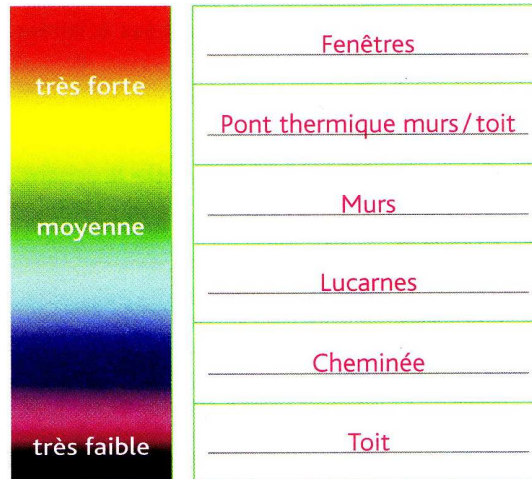 Fenêtres
très forte
Pont thermique murs / toit
Murs
moyenne
Lucarnes
Cheminée
très faible
Toit